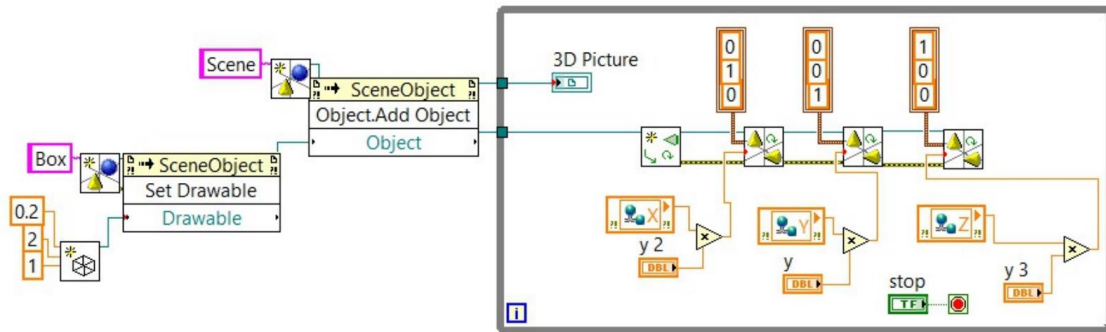 Scene
SceneObject
Object.Add Object
Object
Box
SceneObject
Set Drawable
Drawable
0.2
2
1
3D Picture
0
1
0
0
0
1
1
0
0
X
Y
Z
y 2
DBL
y
DBL
y 3
DBL
stop
TF
i